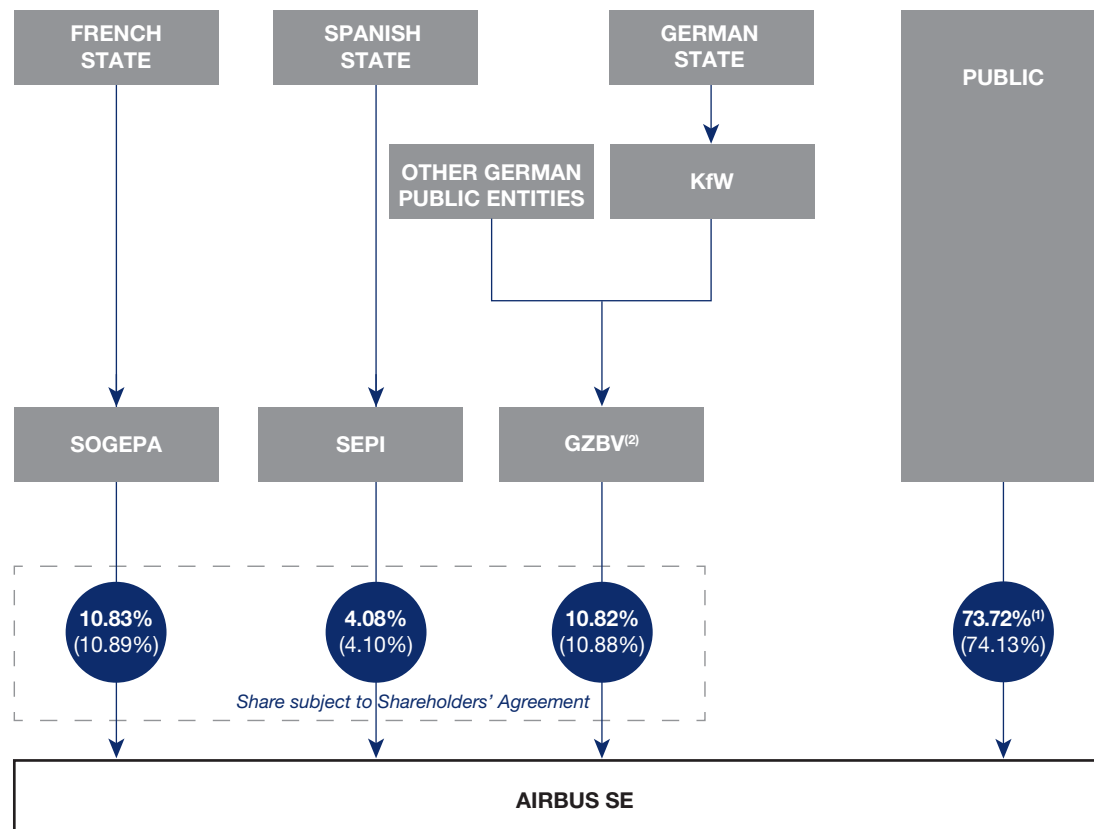 FRENCH
STATE
SPANISH
STATE
GERMAN
STATE
PUBLIC
OTHER GERMAN
PUBLIC ENTITIES
KfW
SOGEPA
SEPI
GZBV(2)
10.83%
(10.89%)
4.08%
(4.10%)
10.82%
(10.88%)
73.72%(1)
(74.13%)
Share subject to Shareholders’ Agreement
AIRBUS SE